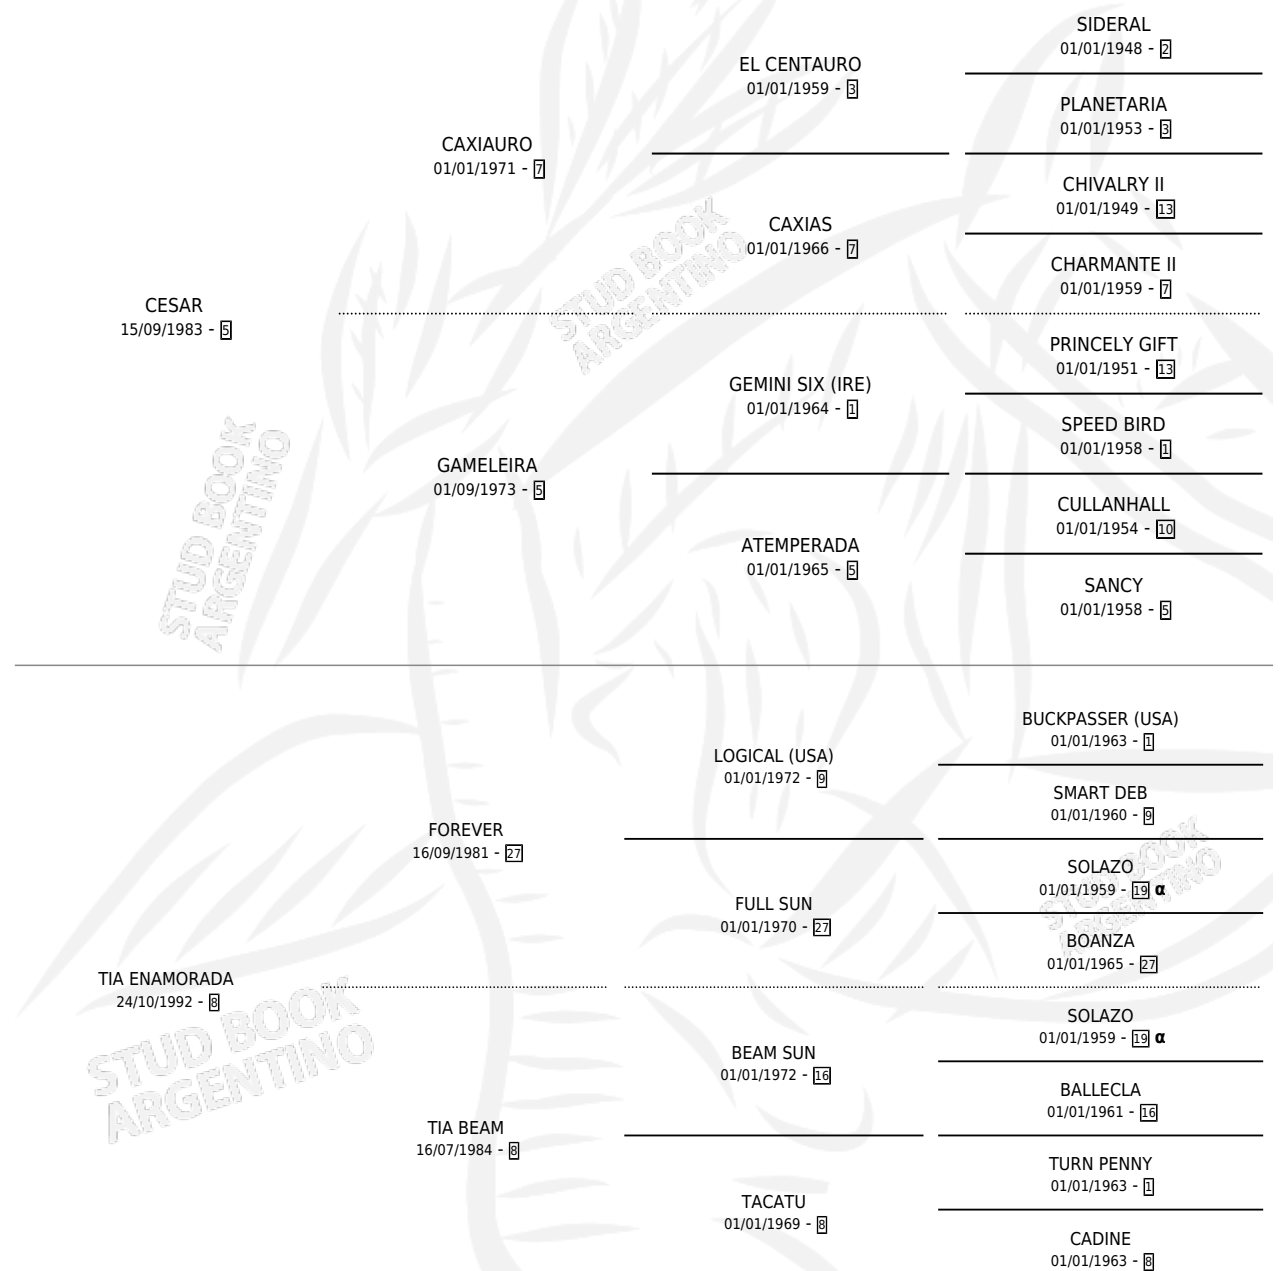 SIDERAL
01/01/1948 - 2
EL CENTAURO
01/01/1959 - 3
PLANETARIA
01/01/1953 - 3
CAXIAURO
01/01/1971 - 7
CHIVALRY II
01/01/1949 - 13
CAXIAS
01/01/1966 - 7
CHARMANTE II
01/01/1959 - 7
CESAR
15/09/1983 - 5
PRINCELY GIFT
01/01/1951 - 13
GEMINI SIX (IRE)
01/01/1964 - 1
SPEED BIRD
01/01/1958 - 1
GAMELEIRA
01/09/1973 - 5
CULLANHALL
01/01/1954 - 10
ATEMPERADA
01/01/1965 - 5
SANCY
01/01/1958 - 5
BUCKPASSER (USA)
01/01/1963 - 1
LOGICAL (USA)
01/01/1972 - 9
SMART DEB
01/01/1960 - 9
FOREVER
16/09/1981 - 27
SOLAZO
01/01/1959 - 19 α
FULL SUN
01/01/1970 - 27
BOANZA
01/01/1965 - 27
TIA ENAMORADA
24/10/1992 - 8
SOLAZO
01/01/1959 - 19 α
BEAM SUN
01/01/1972 - 16
BALLECLA
01/01/1961 - 16
TIA BEAM
16/07/1984 - 8
TURN PENNY
01/01/1963 - 1
TACATU
01/01/1969 - 8
CADINE
01/01/1963 - 8
STUD BOOK
ARGENTINO
STUD BOOK
ARGENTINO
STUD BOOK
ARGENTINO
STUD BOOK
ARGENTINO